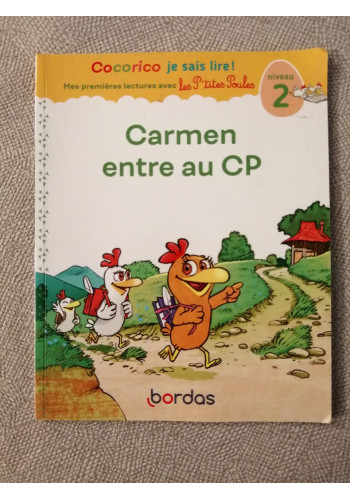 Cocorico je sais lire !
Mes premières lectures avec les P'tites Poules
niveau
2
Carmen
entre au CP
bordas